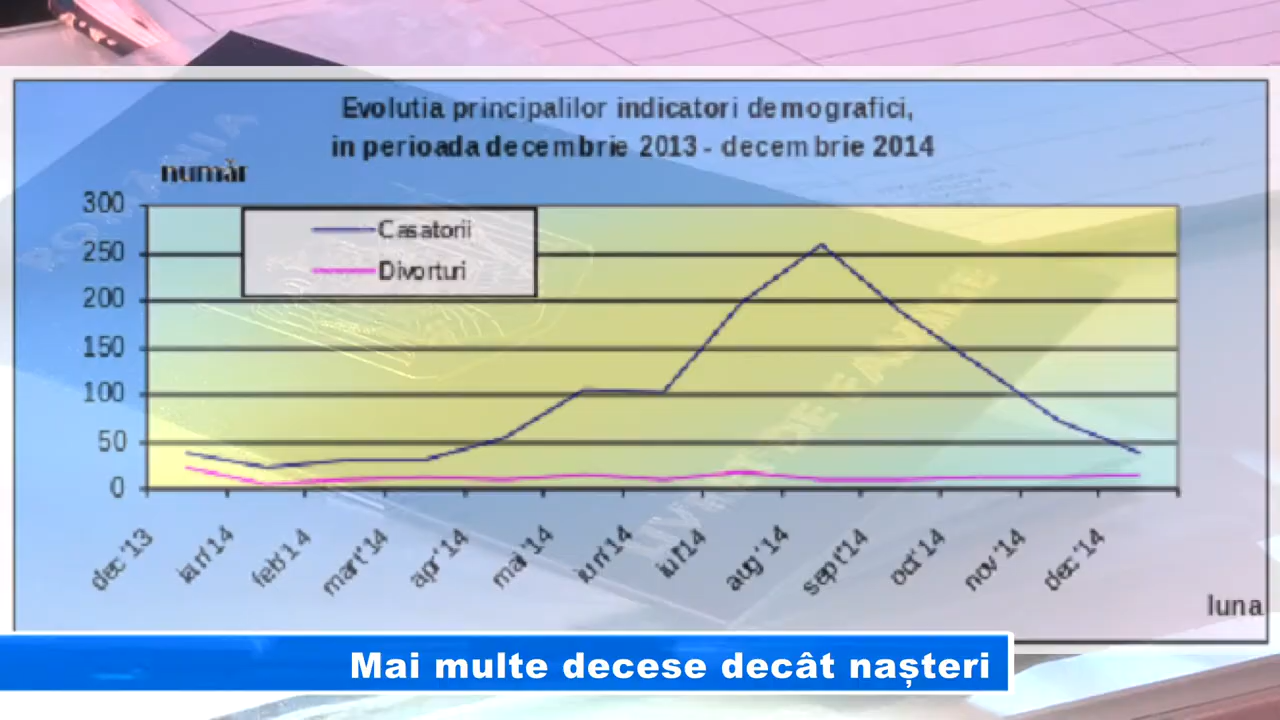 Evolutia principalilor indicatori demografici,
in perioada decembrie 2013 - decembrie 2014
număr
300
250
200
150
100
50
0
Casatorii
Divorturi
dec'13
ian'14
feb'14
mart'14
apr'14
mai'14
iun'14
iul'14
aug'14
sept'14
oct'14
nov'14
dec'14
luna
Mai multe decese decât nașteri